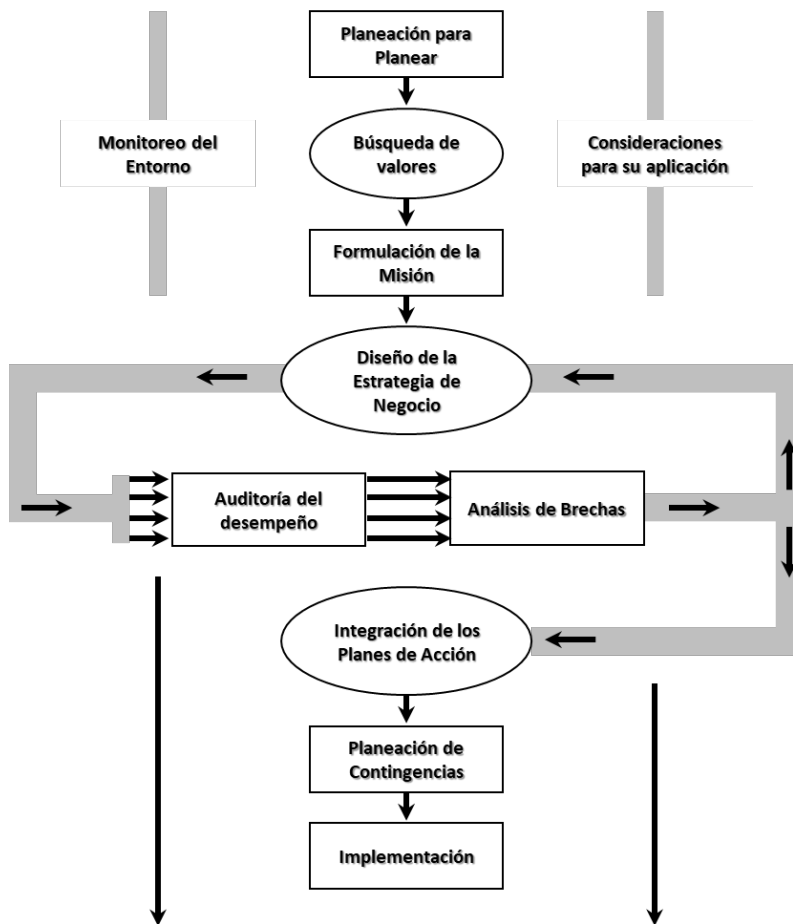 Planeación para
Planear
Monitoreo del
Entorno
Búsqueda de
valores
Consideraciones
para su aplicación
Formulación de la
Misión
Diseño de la
Estrategia de
Negocio
Auditoría del
desempeño
Análisis de Brechas
Integración de los
Planes de Acción
Planeación de
Contingencias
Implementación